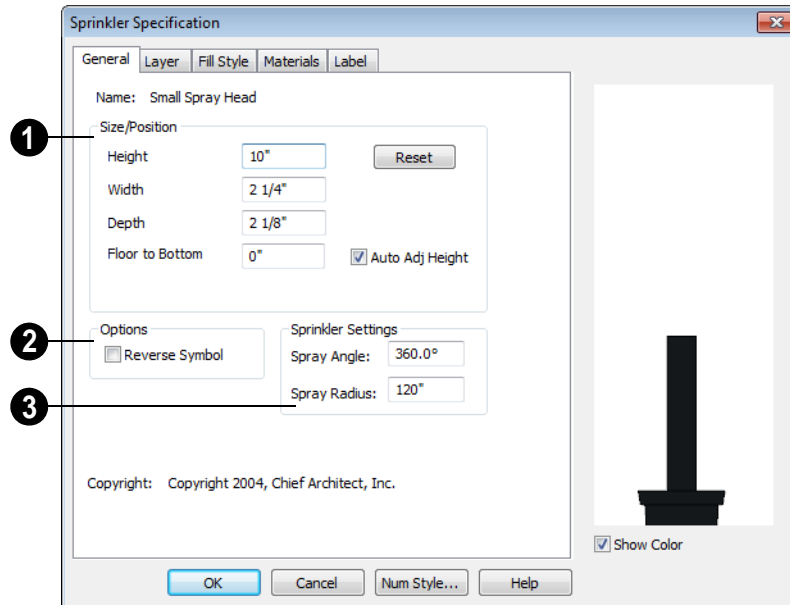 Sprinkler Specification
General Layer Fill Style Materials Label
Name: Small Spray Head
1
Size/Position
Height 10" Reset
Width 2 1/4"
Depth 2 1/8"
Floor to Bottom 0" Auto Adj Height
2
Options
Reverse Symbol
3
Sprinkler Settings
Spray Angle: 360.0°
Spray Radius: 120"
Copyright: Copyright 2004, Chief Architect, Inc.
Show Color
OK Cancel Num Style... Help